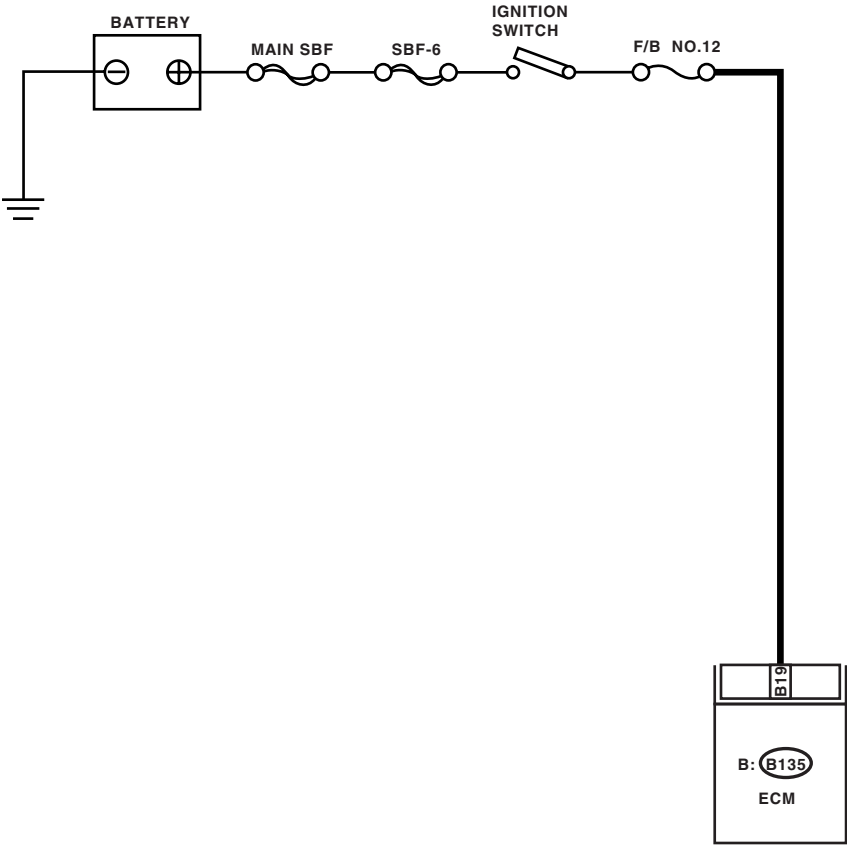 BATTERY
MAIN SBF
SBF-6
IGNITION
SWITCH
F/B NO.12
B19
B: B135
ECM